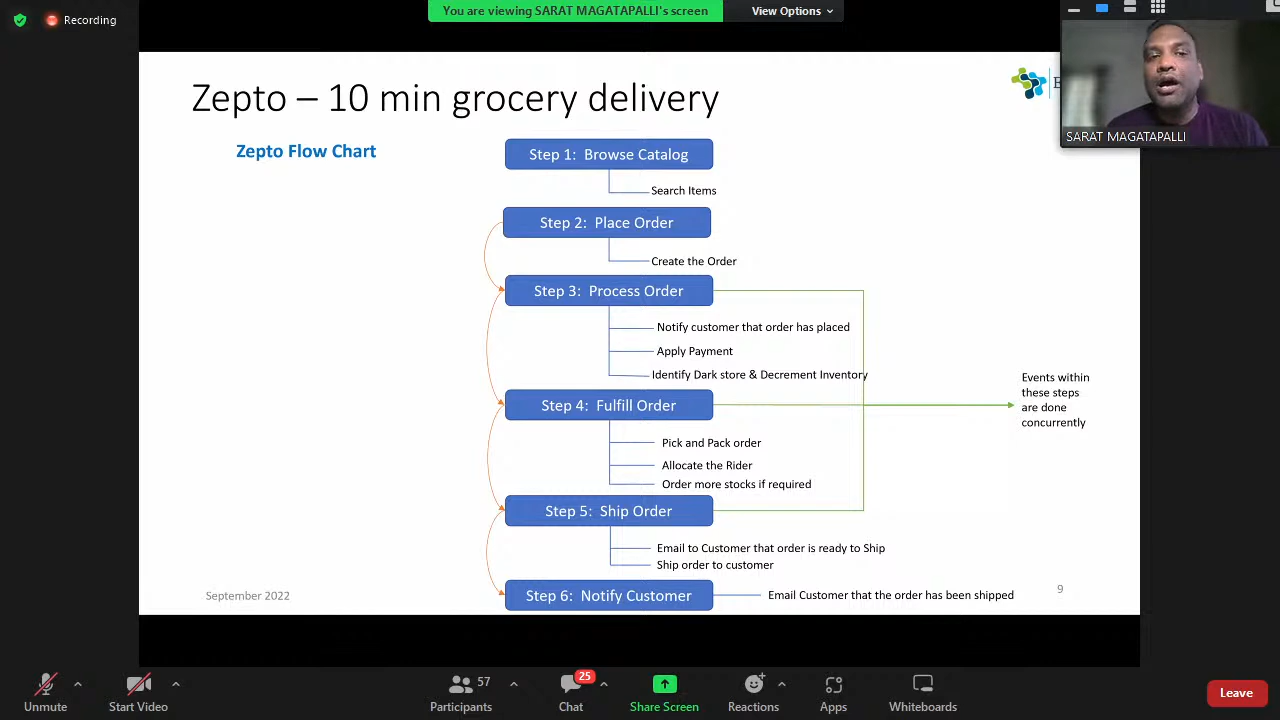 Recording
You are viewing SARAT MAGATAPALLI's screen
View Options
SARAT MAGATAPALLI
Zepto – 10 min grocery delivery
Zepto Flow Chart
Step 1: Browse Catalog
Search Items
Step 2: Place Order
Create the Order
Step 3: Process Order
Notify customer that order has placed
Apply Payment
Identify Dark store & Decrement Inventory
Step 4: Fulfill Order
Pick and Pack order
Allocate the Rider
Order more stocks if required
Events within
these steps
are done
concurrently
Step 5: Ship Order
Email to Customer that order is ready to Ship
Ship order to customer
Step 6: Notify Customer
Email Customer that the order has been shipped
September 2022
9
Unmute
Start Video
57
Participants
25
Chat
Share Screen
Reactions
Apps
Whiteboards
Leave